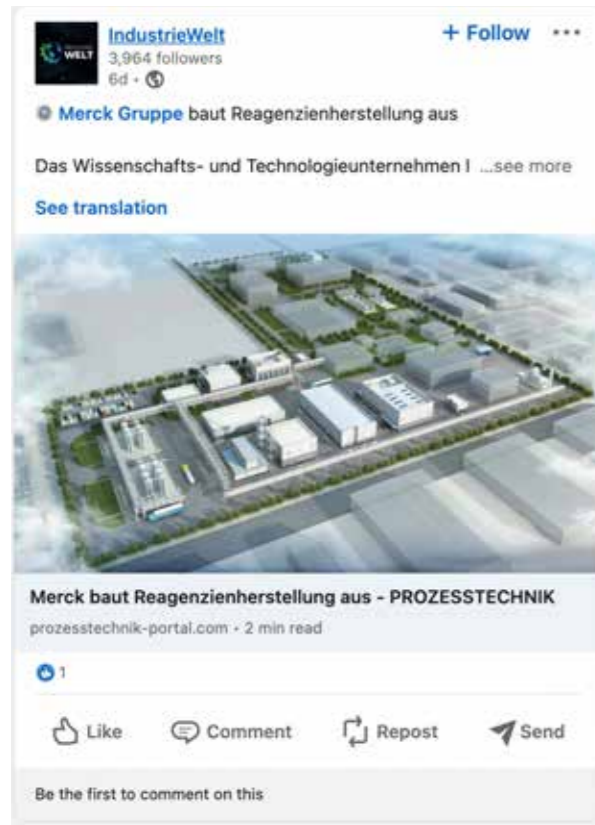 WELT
IndustrieWelt
+ Follow
3,964 followers
6d •
Merck Gruppe baut Reagenzienherstellung aus
Das Wissenschafts- und Technologieunternehmen I ...see more
See translation
Merck baut Reagenzienherstellung aus - PROZESSTECHNIK
prozesstechnik-portal.com • 2 min read
1
Like Comment Repost Send
Be the first to comment on this